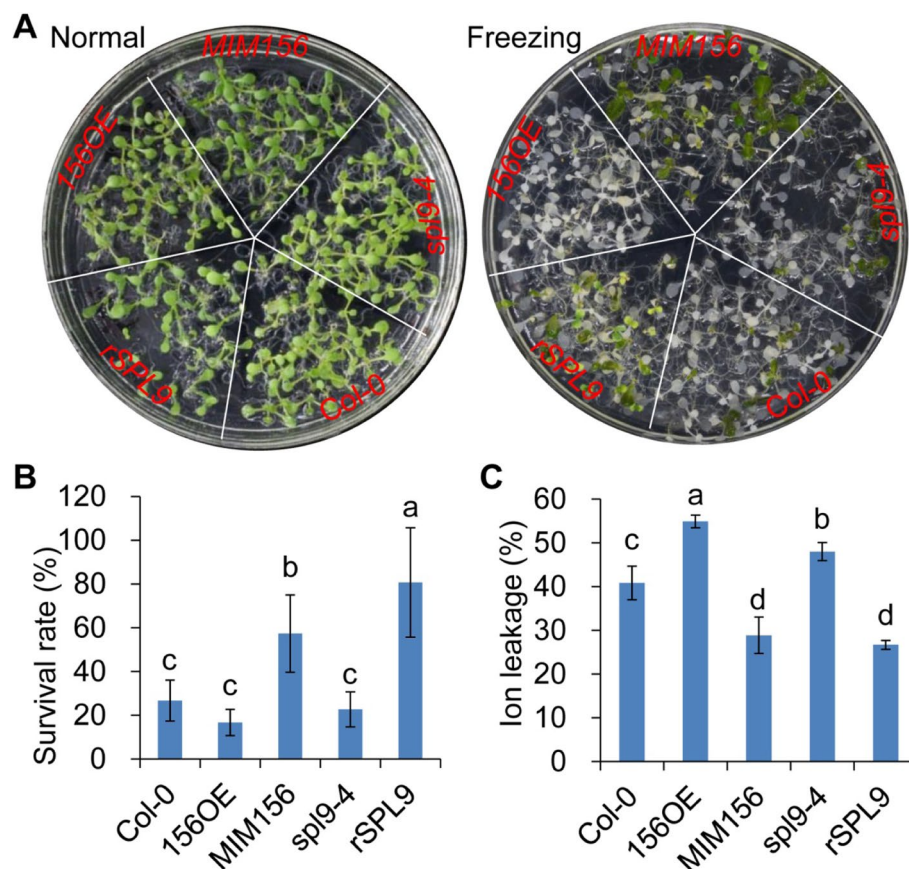 A
Normal
Freezing
MIM156
156OE
spl9-4
rSPL9
Col-0
MIM156
156OE
spl9-4
rSPL9
Col-0
B
Survival rate (%)
120
100
80
60
40
20
0
c
c
b
c
a
Col-0
156OE
MIM156
spl9-4
rSPL9
C
Ion leakage (%)
60
50
40
30
20
10
0
c
a
d
b
d
Col-0
156OE
MIM156
spl9-4
rSPL9